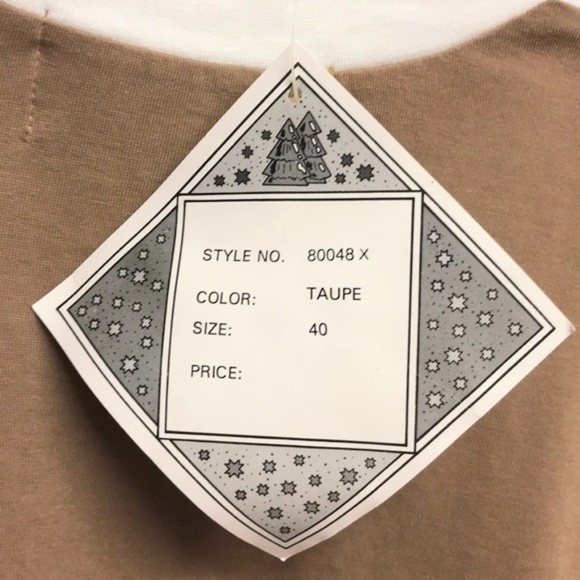 STYLE NO. 80048 X
COLOR: TAUPE
SIZE: 40
PRICE: